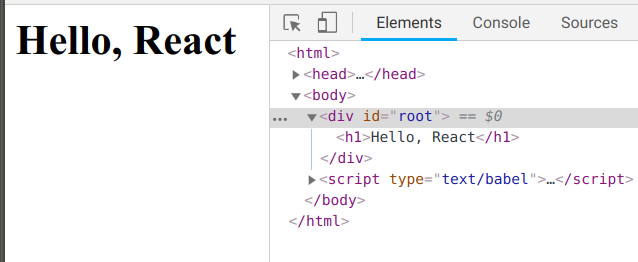 Hello, React
Elements Console Sources
<html>
<head>…</head>
<body>
… <div id="root"> == $0
<h1>Hello, React</h1>
</div>
<script type="text/babel">…</script>
</body>
</html>